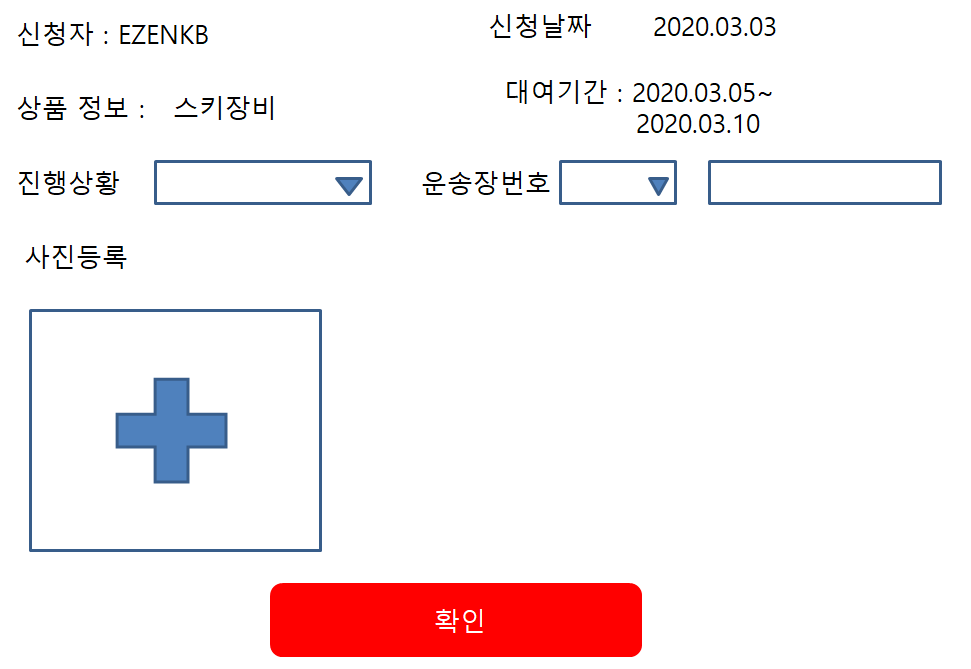 신청자 : EZENKB
신청날짜 2020.03.03
상품 정보 : 스키장비
대여기간 : 2020.03.05~
2020.03.10
진행상황
운송장번호
사진등록
확인